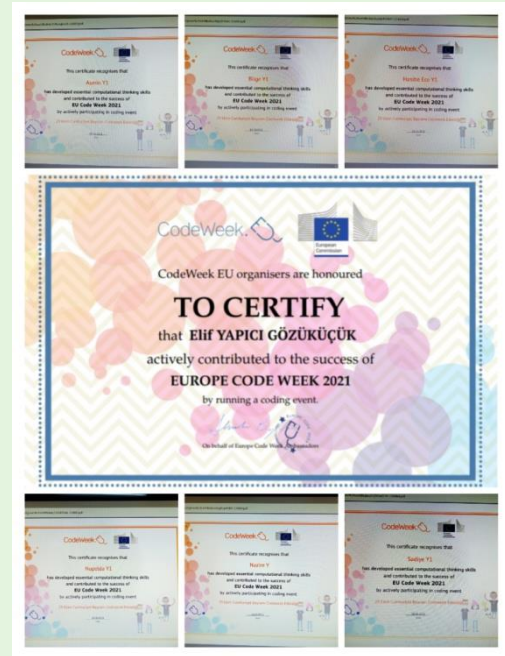 CodeWeek
This certificate recognises that
has developed essential computational thinking skills
and contributed to the success of
EU Code Week 2021
by actively participating in coding event
CodeWeek
This certificate recognises that
has developed essential computational thinking skills
and contributed to the success of
EU Code Week 2021
by actively participating in coding event
CodeWeek
This certificate recognises that
has developed essential computational thinking skills
and contributed to the success of
EU Code Week 2021
by actively participating in coding event
CodeWeek.
European
Commission
CodeWeek EU organisers are honoured
TO CERTIFY
that Elif YAPICI GÖZÜKÜÇÜK
actively contributed to the success of
EUROPE CODE WEEK 2021
by running a coding event.
On behalf of Europe Code Week Ambassadors
CodeWeek
This certificate recognises that
has developed essential computational thinking skills
and contributed to the success of
EU Code Week 2021
by actively participating in coding event
CodeWeek
This certificate recognises that
has developed essential computational thinking skills
and contributed to the success of
EU Code Week 2021
by actively participating in coding event
CodeWeek
This certificate recognises that
Sadiye Y1
has developed essential computational thinking skills
and contributed to the success of
EU Code Week 2021
by actively participating in coding event